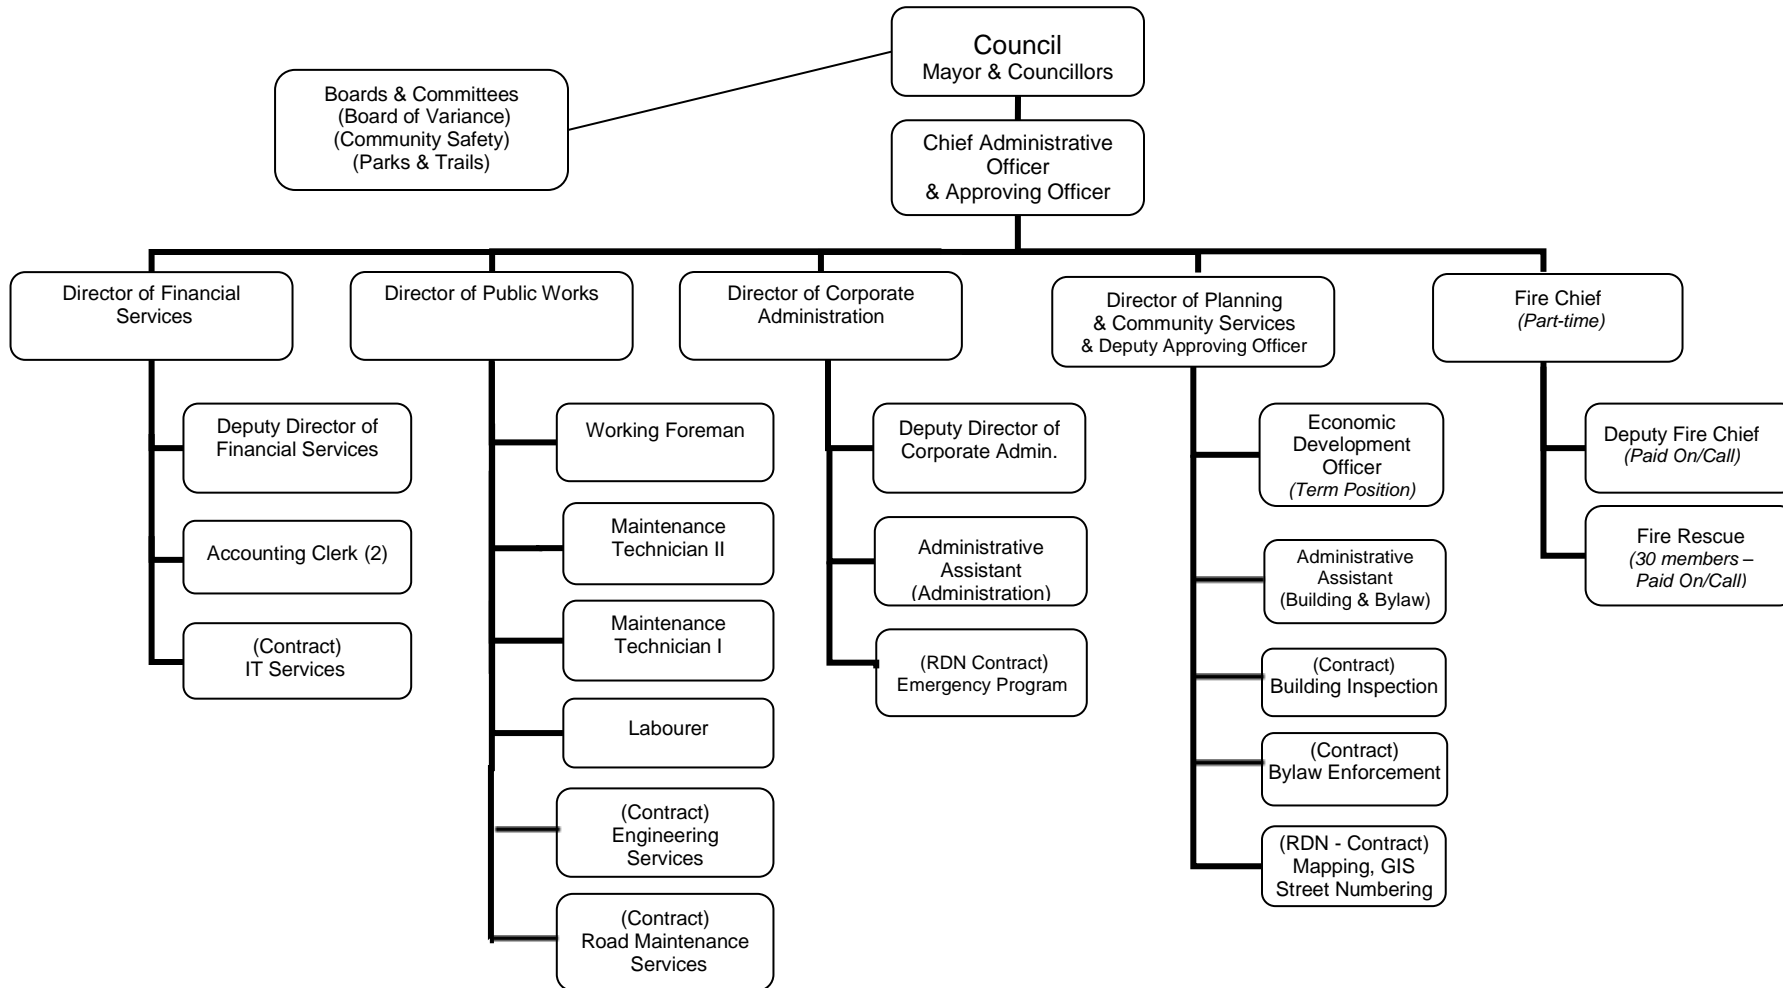 Council
Mayor & Councillors
Boards & Committees
(Board of Variance)
(Community Safety)
(Parks & Trails)
Chief Administrative
Officer
& Approving Officer
Director of Financial
Services
Director of Public Works
Director of Corporate
Administration
Director of Planning
& Community Services
& Deputy Approving Officer
Fire Chief
(Part-time)
Deputy Director of
Financial Services
Accounting Clerk (2)
(Contract)
IT Services
Working Foreman
Maintenance
Technician II
Maintenance
Technician I
Labourer
(Contract)
Engineering
Services
(Contract)
Road Maintenance
Services
Deputy Director of
Corporate Admin.
Administrative
Assistant
(Administration)
(RDN Contract)
Emergency Program
Economic
Development
Officer
(Term Position)
Administrative
Assistant
(Building & Bylaw)
(Contract)
Building Inspection
(Contract)
Bylaw Enforcement
(RDN - Contract)
Mapping, GIS
Street Numbering
Deputy Fire Chief
(Paid On/Call)
Fire Rescue
(30 members –
Paid On/Call)